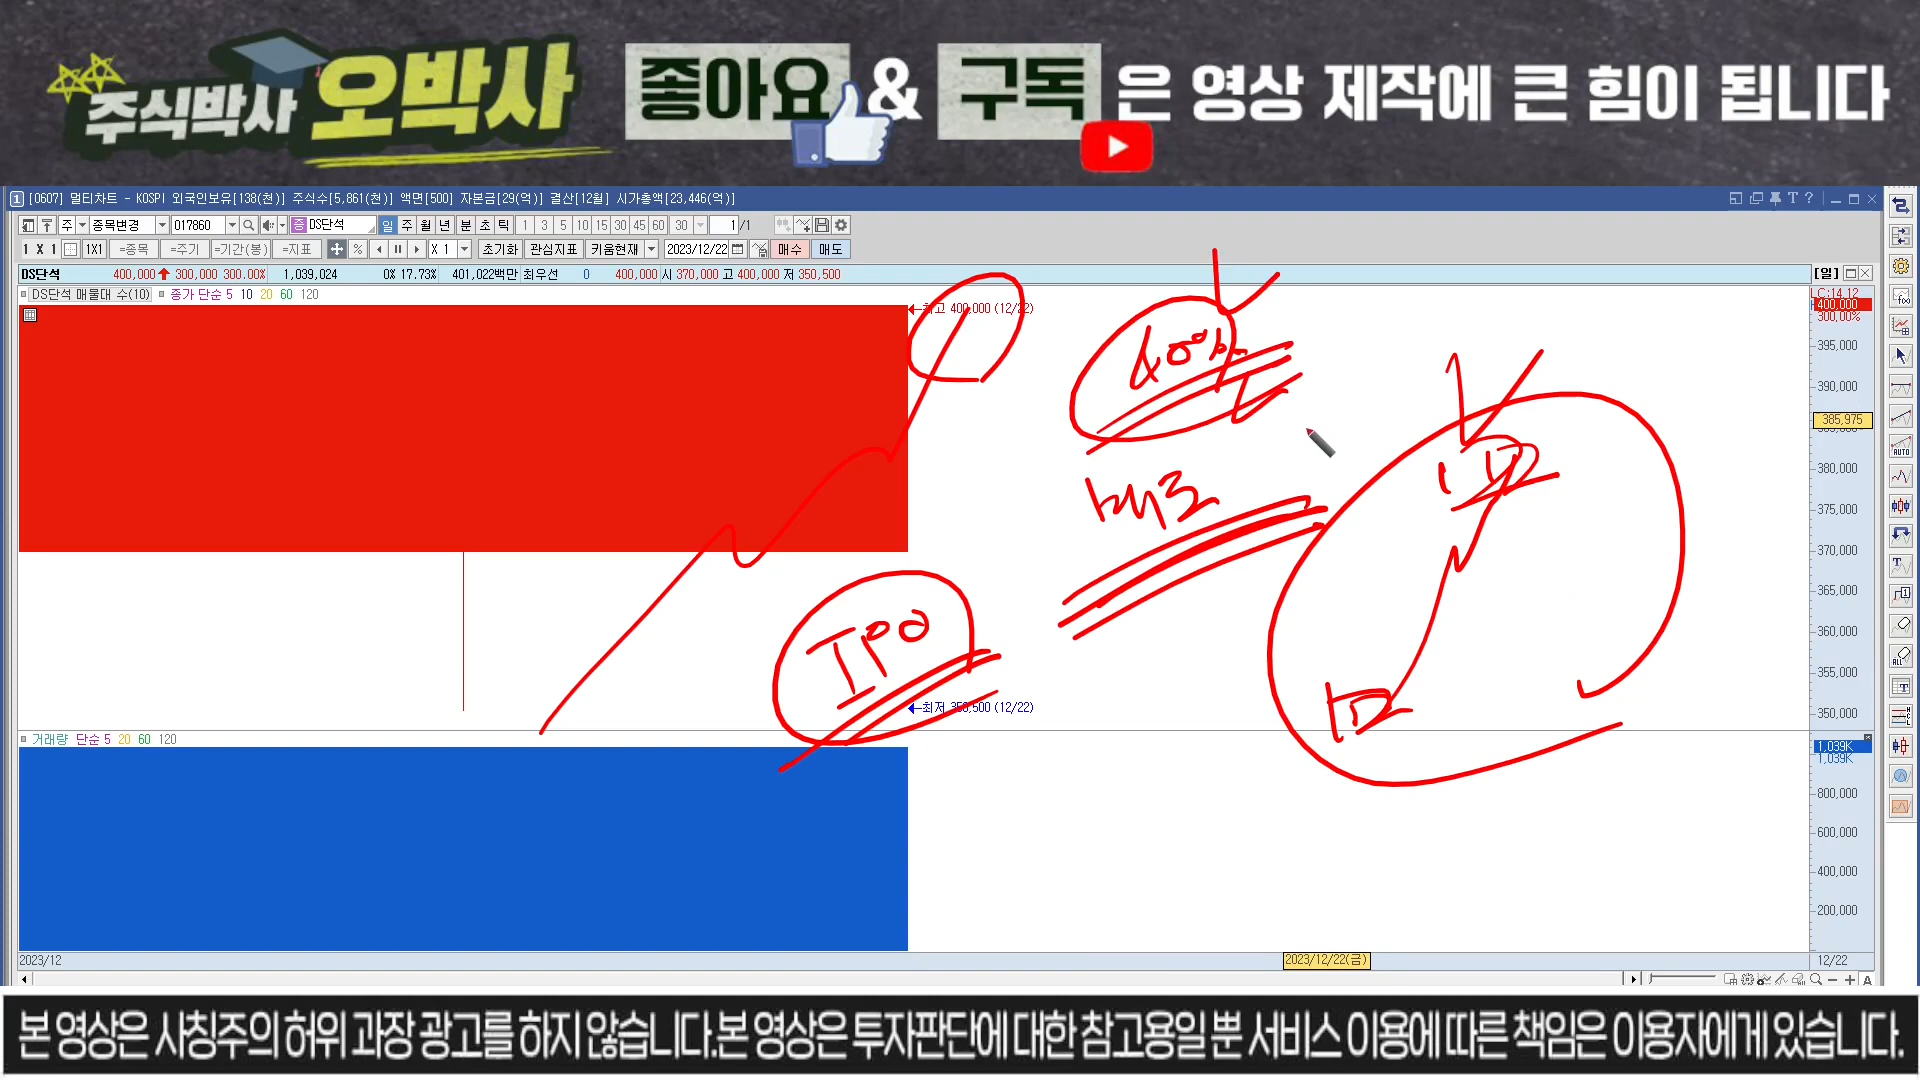 주식박사 오박사 좋아요 & 구독 은 영상 제작에 큰 힘이 됩니다
1 [0607] 멀티차트 - KOSPI 외국인보유[138(천)] 주식수[5,861(천)] 액면[500] 자본금[29(억)] 결산[12월] 시가총액[23,446(억)]
주 종목변경 017860 증 DS단석 일 주 월 년 분 초 틱 1 3 5 10 15 30 45 60 30 1 /1
1 X 1 1X1 =종목 =주기 =기간(봉) =지표 % X 1 초기화 관심지표 키움현재 2023/12/22 매수 매도
DS단석 400,000 300,000 300.00% 1,039,024 0% 17.73% 401,022백만 최우선 0 400,000 시 370,000 고 400,000 저 350,500 [일]
DS단석 매물대 수(10) 종가 단순 5 10 20 60 120
LC:14.12
400,000
300.00%
최고 400,000 (12/22)
40%
395,000
390,000
385,975
380,000
375,000
370,000
365,000
360,000
IPO
355,000
최저 350,500 (12/22)
350,000
거래량 단순 5 20 60 120
1,039K
1,039K
800,000
600,000
400,000
200,000
2023/12 2023/12/22(금) 12/22
본 영상은 사칭주의 허위 과장 광고를 하지 않습니다.본 영상은 투자판단에 대한 참고용일 뿐 서비스 이용에 따른 책임은 이용자에게 있습니다.